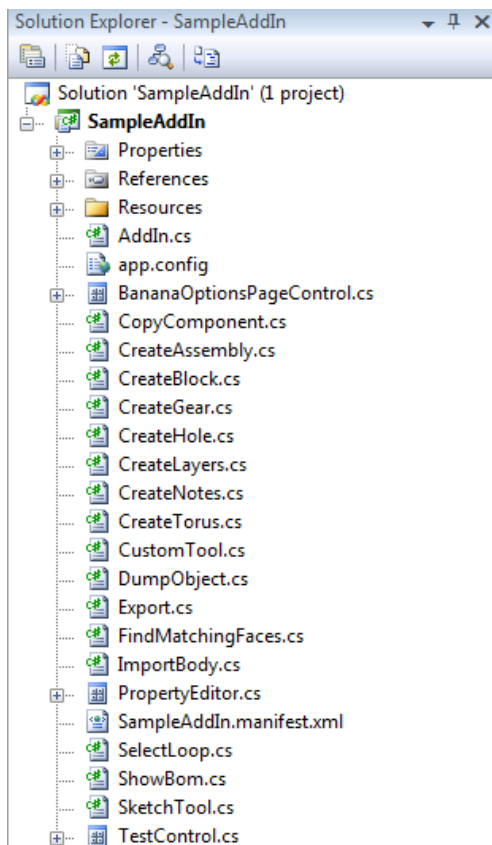 Solution Explorer - SampleAddIn
Solution 'SampleAddIn' (1 project)
SampleAddIn
Properties
References
Resources
AddIn.cs
app.config
BananaOptionsPageControl.cs
CopyComponent.cs
CreateAssembly.cs
CreateBlock.cs
CreateGear.cs
CreateHole.cs
CreateLayers.cs
CreateNotes.cs
CreateTorus.cs
CustomTool.cs
DumpObject.cs
Export.cs
FindMatchingFaces.cs
ImportBody.cs
PropertyEditor.cs
SampleAddIn.manifest.xml
SelectLoop.cs
ShowBom.cs
SketchTool.cs
TestControl.cs